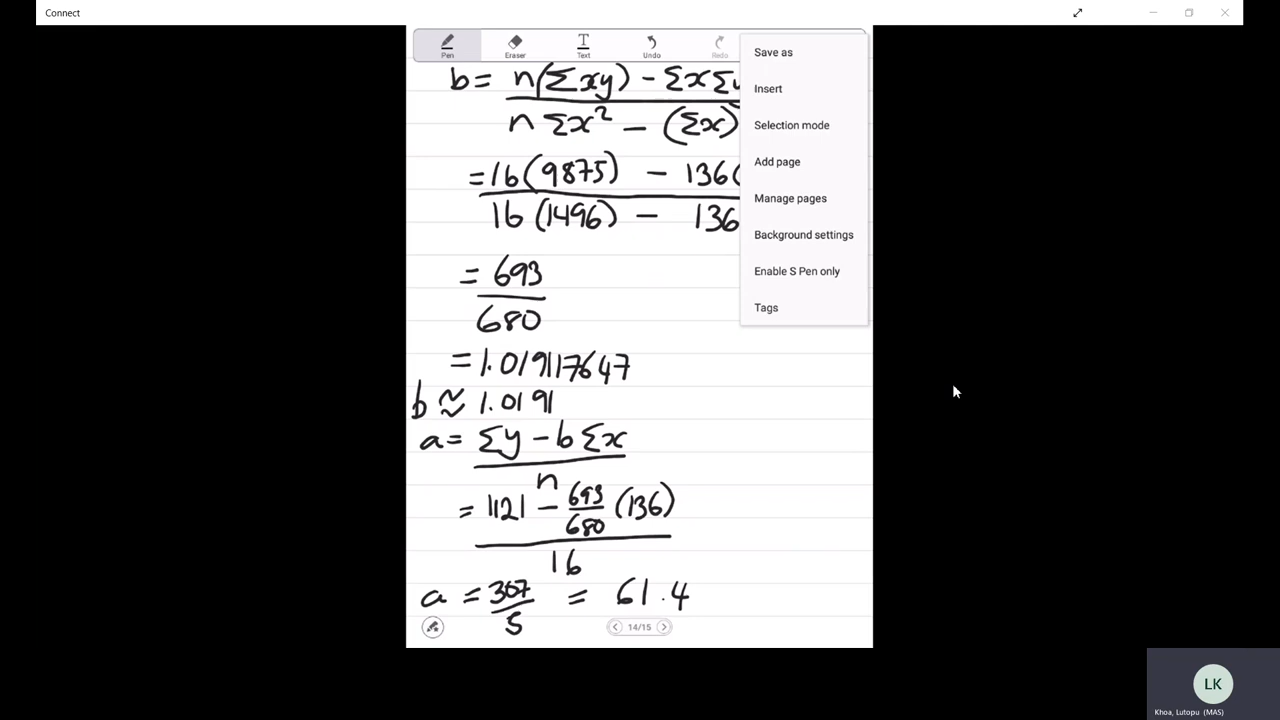 Connect
Pen
Eraser
Text
Undo
Redo
Save as
Insert
Selection mode
Add page
Manage pages
Background settings
Enable S Pen only
Tags
b = n(Σxy) - ΣxΣ
n Σx² - (Σx)
= 16(9875) - 136(
16(1496) - 136
= 693
680
= 1.019117647
b ≈ 1.0191
a = Σy - bΣx
n
= 1121 - 693/680 (136)
16
a = 307/5 = 61.4
14/15
LK
Khoa, Lutopu (MAS)